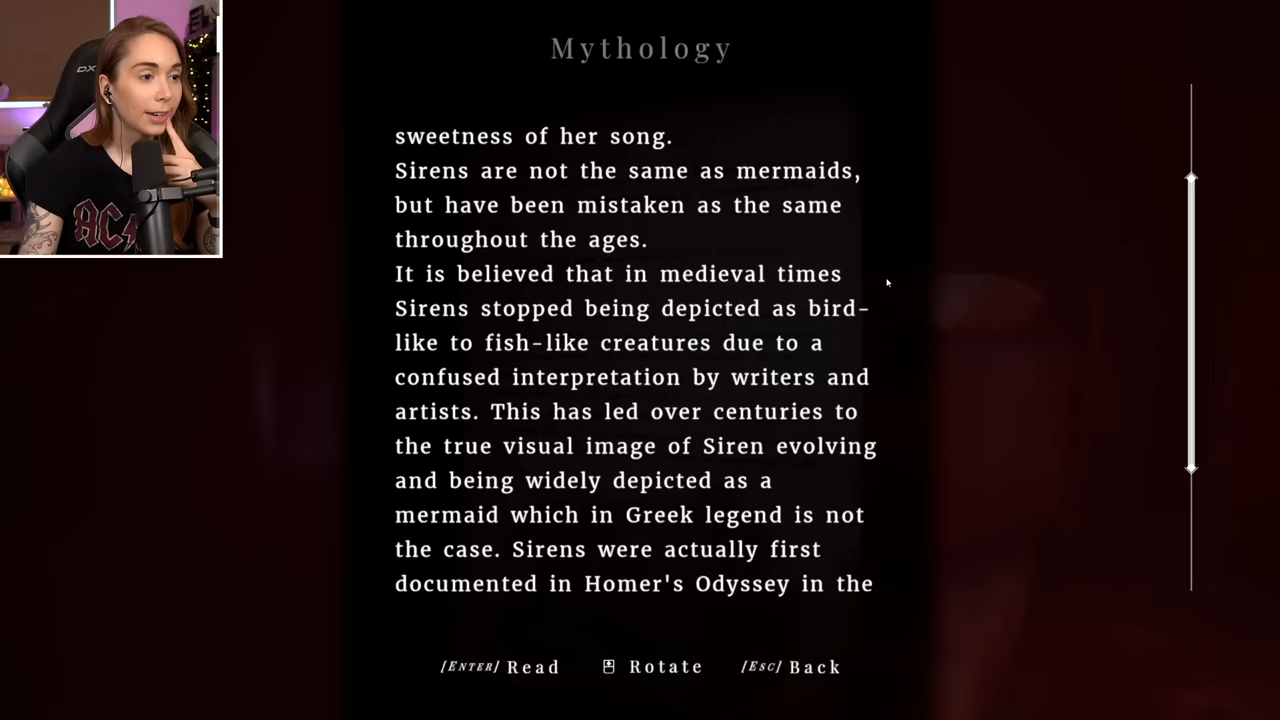 Mythology
DX
AC
sweetness of her song.
Sirens are not the same as mermaids,
but have been mistaken as the same
throughout the ages.
It is believed that in medieval times
Sirens stopped being depicted as bird-
like to fish-like creatures due to a
confused interpretation by writers and
artists. This has led over centuries to
the true visual image of Siren evolving
and being widely depicted as a
mermaid which in Greek legend is not
the case. Sirens were actually first
documented in Homer's Odyssey in the
[ENTER] Read Rotate [ESC] Back